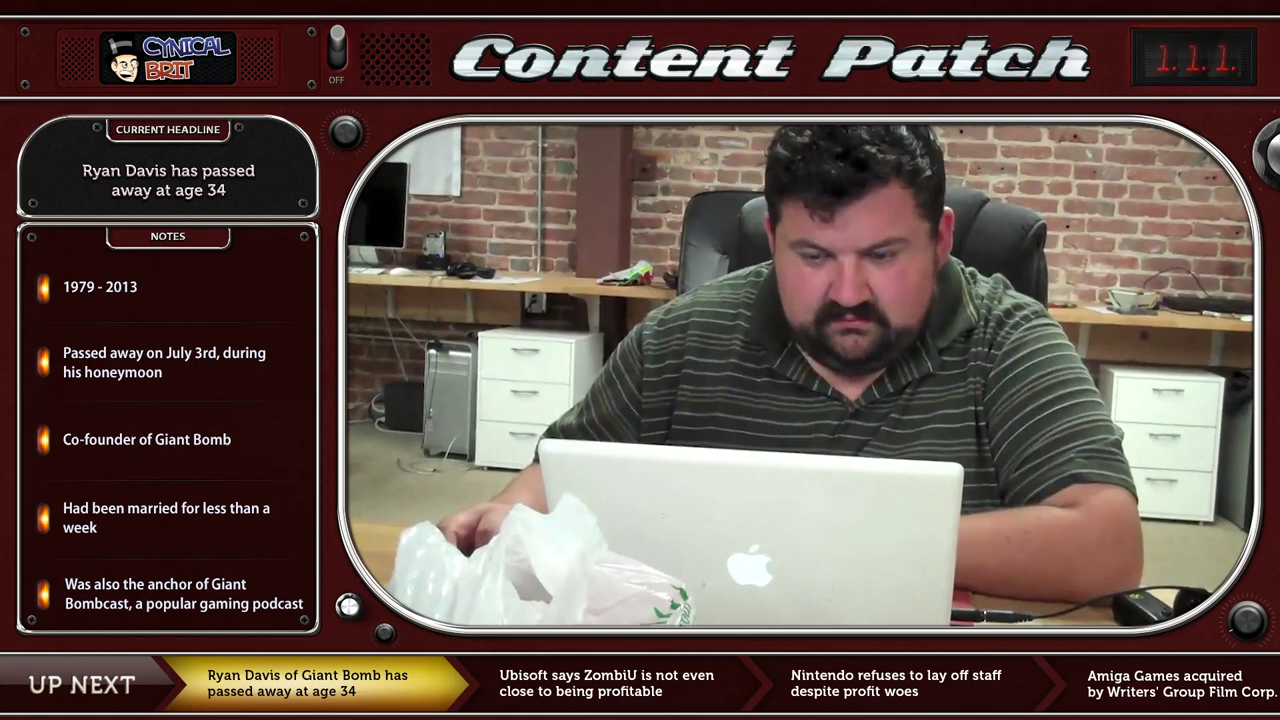 CYNICAL
BRIT
OFF
Content Patch
1. 1. 1.
CURRENT HEADLINE
Ryan Davis has passed
away at age 34
NOTES
1979 - 2013
Passed away on July 3rd, during
his honeymoon
Co-founder of Giant Bomb
Had been married for less than a
week
Was also the anchor of Giant
Bombcast, a popular gaming podcast
UP NEXT
Ryan Davis of Giant Bomb has
passed away at age 34
Ubisoft says ZombiU is not even
close to being profitable
Nintendo refuses to lay off staff
despite profit woes
Amiga Games acquired
by Writers' Group Film Corp.